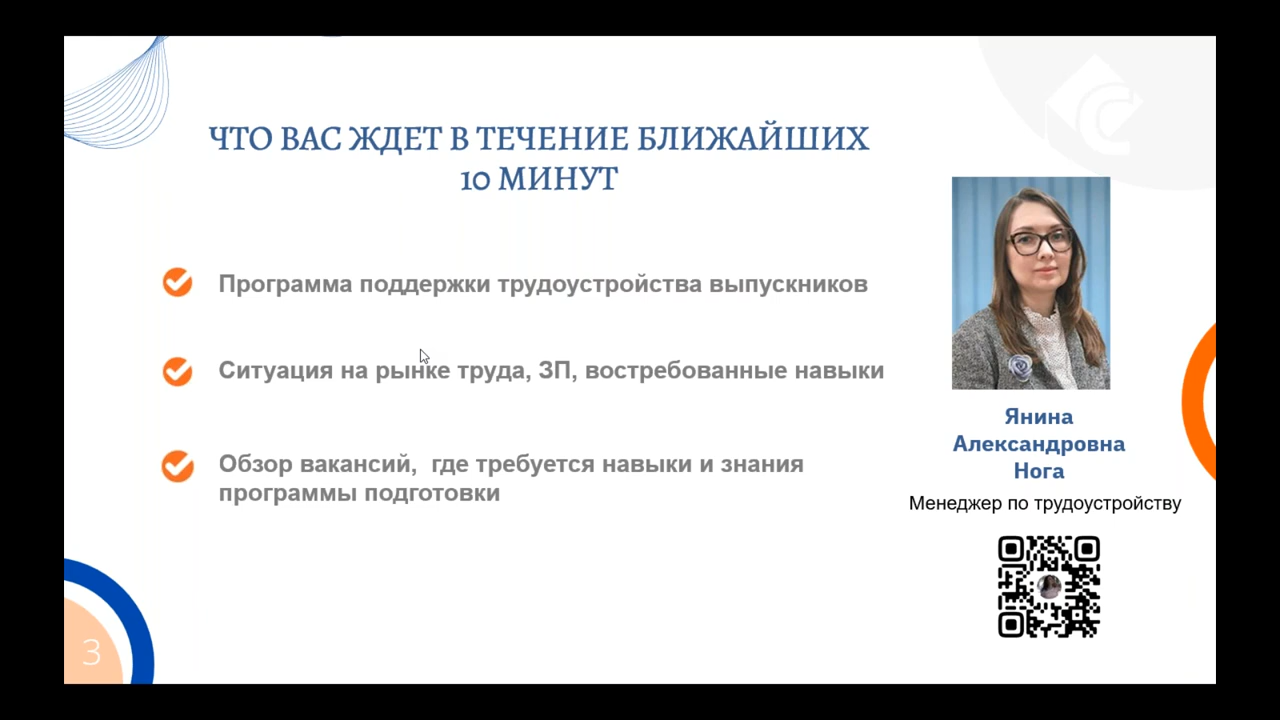 ЧТО ВАС ЖДЕТ В ТЕЧЕНИЕ БЛИЖАЙШИХ
10 МИНУТ
Программа поддержки трудоустройства выпускников
Ситуация на рынке труда, ЗП, востребованные навыки
Обзор вакансий,  где требуется навыки и знания
программы подготовки
Янина
Александровна
Нога
Менеджер по трудоустройству
3